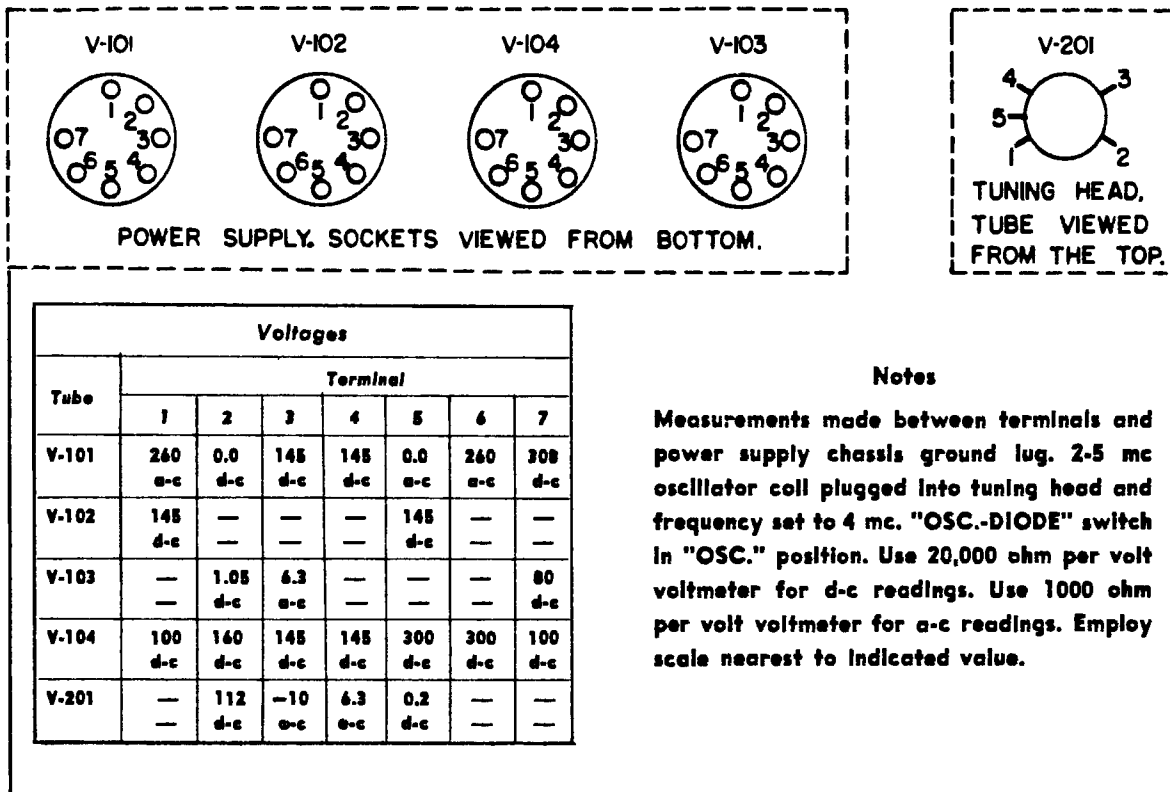 V-101 V-102 V-104 V-103
1 2 3 4 5 6 7
1 2 3 4 5 6 7
1 2 3 4 5 6 7
1 2 3 4 5 6 7
POWER SUPPLY. SOCKETS VIEWED FROM BOTTOM.
V-201
4 3
5
1 2
TUNING HEAD,
TUBE VIEWED
FROM THE TOP.
Voltages
Tube Terminal
1 2 3 4 5 6 7
V-101 260 0.0 145 145 0.0 260 308
a-c d-c d-c d-c a-c a-c d-c
V-102 145 — — — 145 — —
d-c — — — d-c — —
V-103 — 1.05 6.3 — — — 80
— d-c a-c — — — d-c
V-104 100 160 145 145 300 300 100
d-c d-c d-c d-c d-c d-c d-c
V-201 — 112 −10 6.3 0.2 — —
— d-c a-c a-c d-c — —
Notes
Measurements made between terminals and
power supply chassis ground lug. 2-5 mc
oscillator coil plugged into tuning head and
frequency set to 4 mc. "OSC.-DIODE" switch
in "OSC." position. Use 20,000 ohm per volt
voltmeter for d-c readings. Use 1000 ohm
per volt voltmeter for a-c readings. Employ
scale nearest to indicated value.